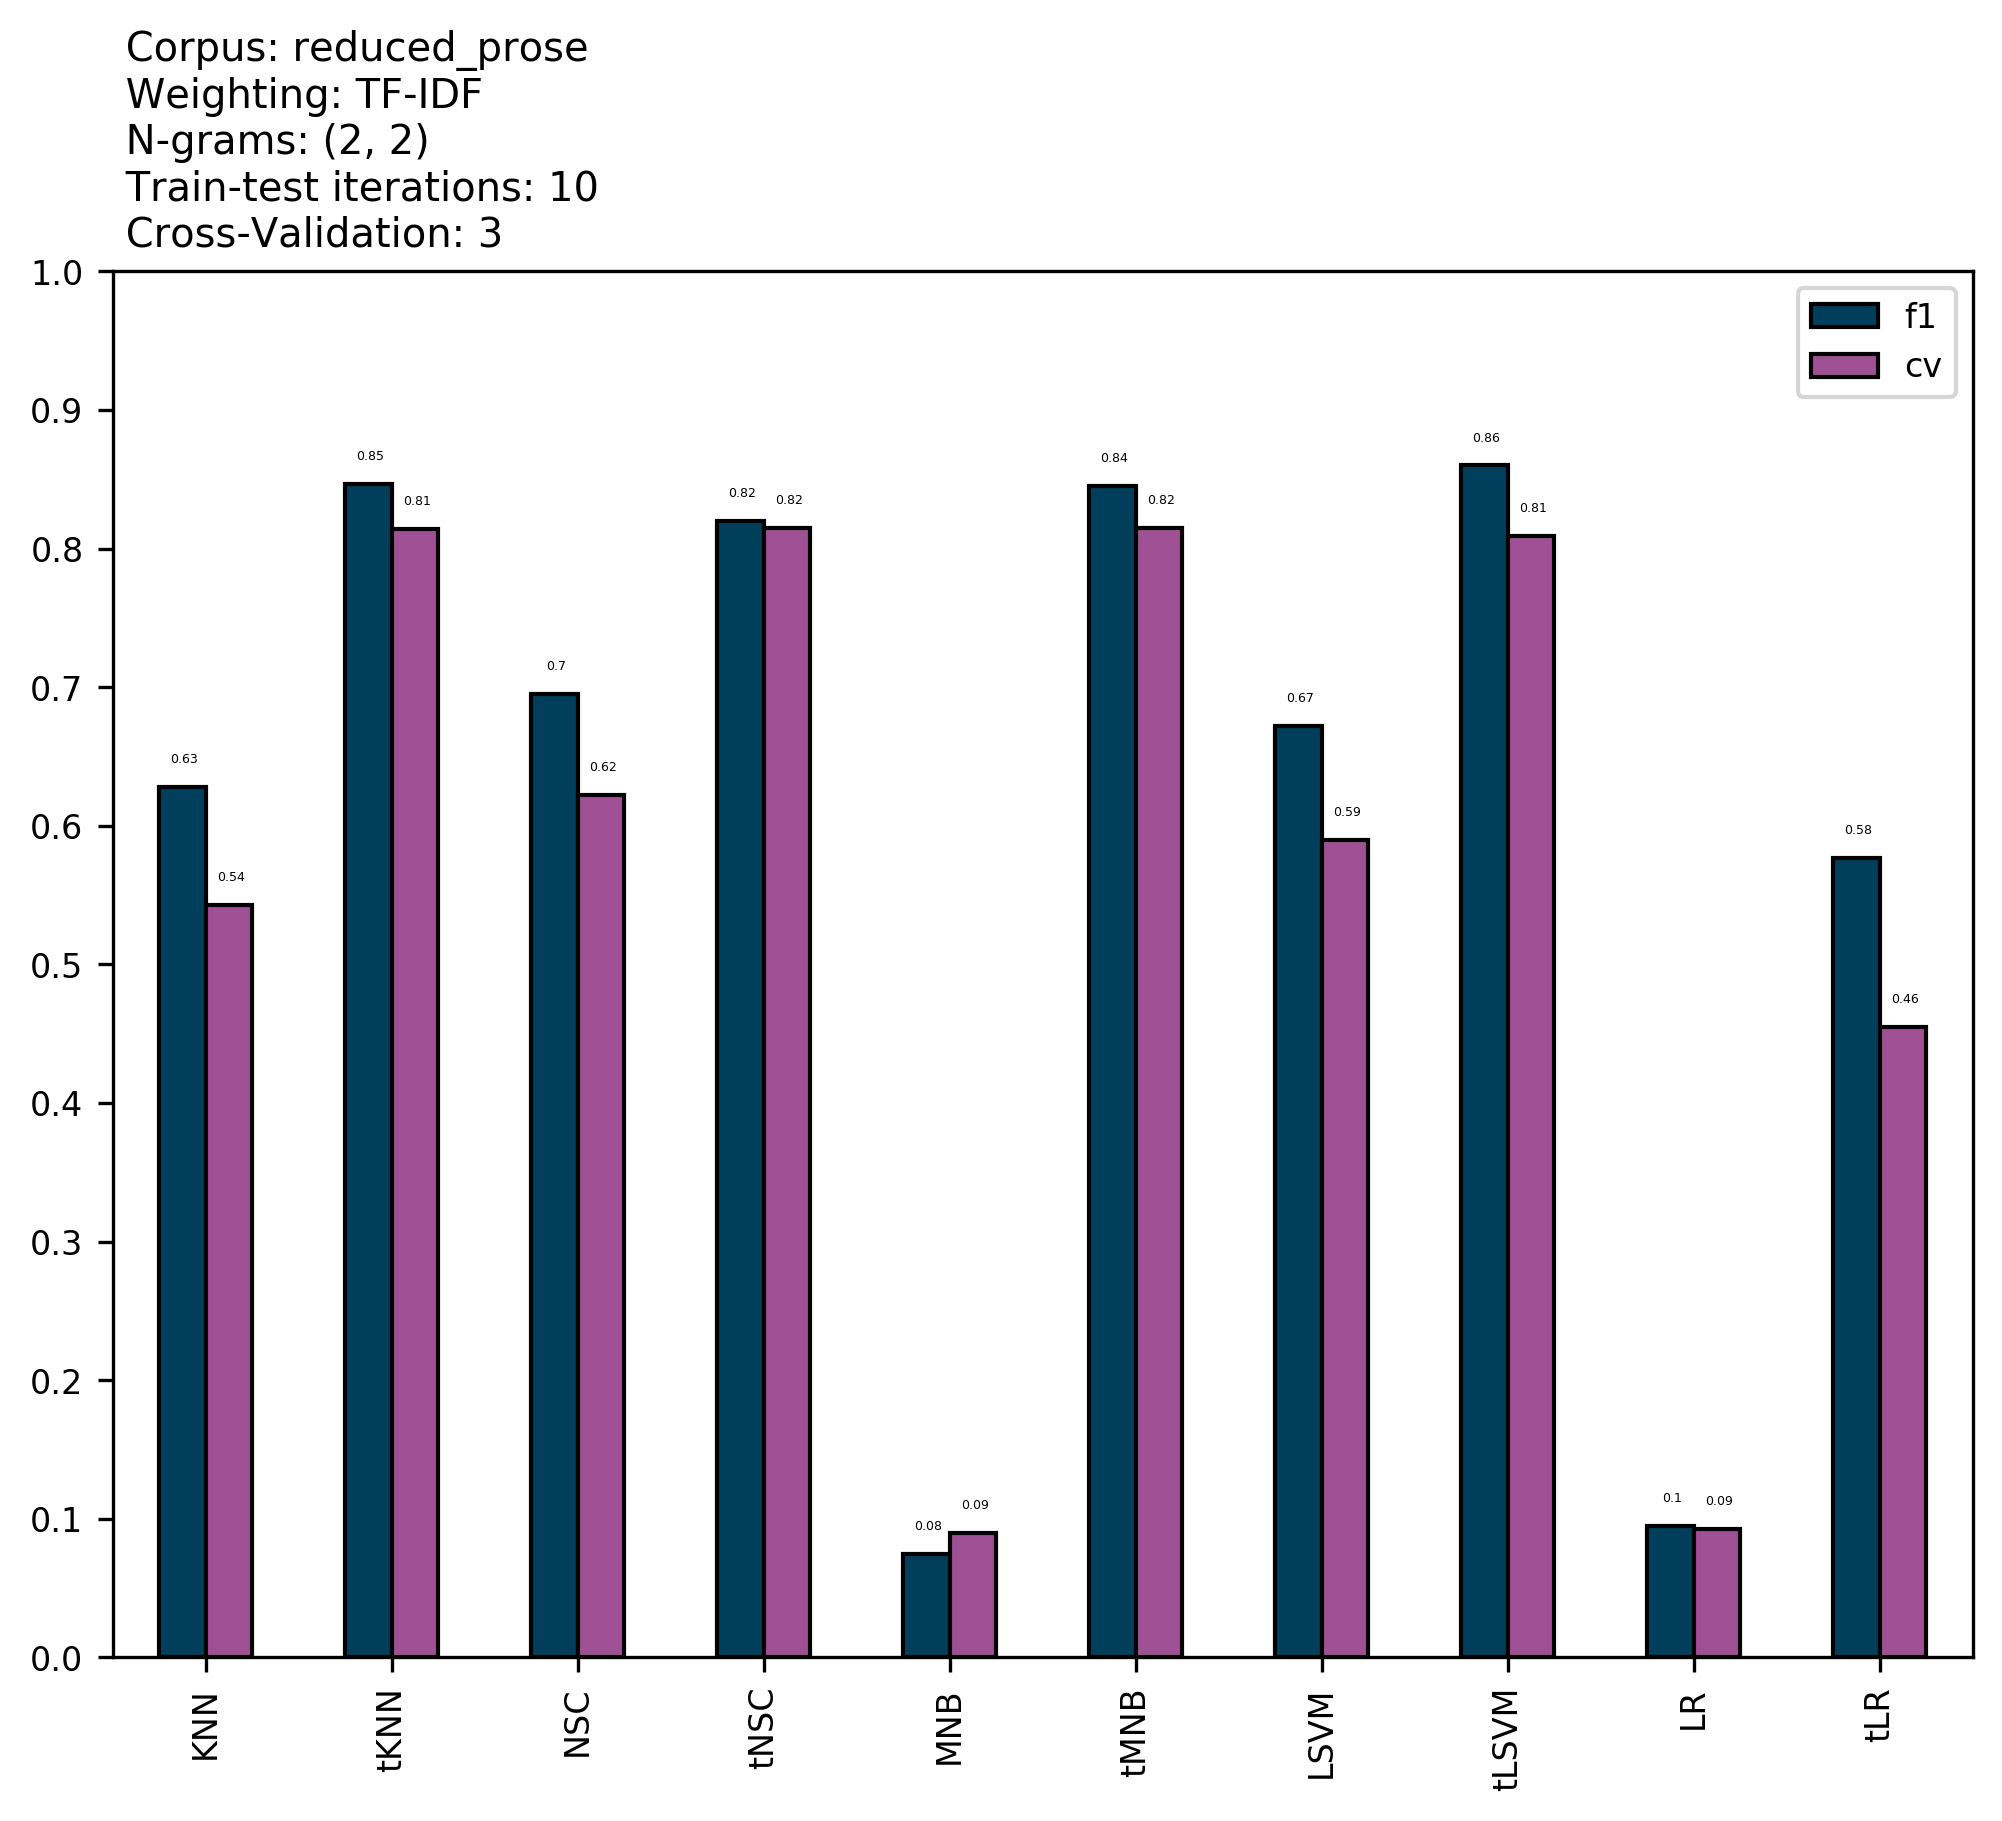 Corpus: reduced_prose
Weighting: TF-IDF
N-grams: (2, 2)
Train-test iterations: 10
Cross-Validation: 3
1.0
0.9
0.8
0.7
0.6
0.5
0.4
0.3
0.2
0.1
0.0
f1
cv
0.63
0.54
0.85
0.81
0.7
0.62
0.82
0.82
0.08
0.09
0.84
0.82
0.67
0.59
0.86
0.81
0.1
0.09
0.58
0.46
KNN
tKNN
NSC
tNSC
MNB
tMNB
LSVM
tLSVM
LR
tLR